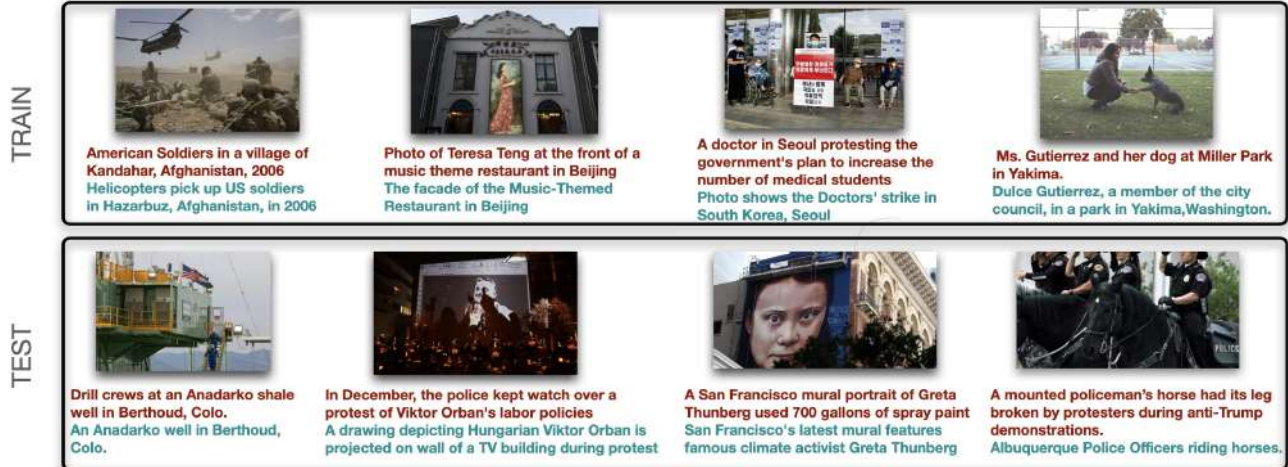 TRAIN
American Soldiers in a village of
Kandahar, Afghanistan, 2006
Helicopters pick up US soldiers
in Hazarbuz, Afghanistan, in 2006
Photo of Teresa Teng at the front of a
music theme restaurant in Beijing
The facade of the Music-Themed
Restaurant in Beijing
A doctor in Seoul protesting the
government's plan to increase the
number of medical students
Photo shows the Doctors' strike in
South Korea, Seoul
Ms. Gutierrez and her dog at Miller Park
in Yakima.
Dulce Gutierrez, a member of the city
council, in a park in Yakima,Washington.
TEST
Drill crews at an Anadarko shale
well in Berthoud, Colo.
An Anadarko well in Berthoud,
Colo.
In December, the police kept watch over a
protest of Viktor Orban's labor policies
A drawing depicting Hungarian Viktor Orban is
projected on wall of a TV building during protest
A San Francisco mural portrait of Greta
Thunberg used 700 gallons of spray paint
San Francisco's latest mural features
famous climate activist Greta Thunberg
POLICE
A mounted policeman's horse had its leg
broken by protesters during anti-Trump
demonstrations.
Albuquerque Police Officers riding horses.